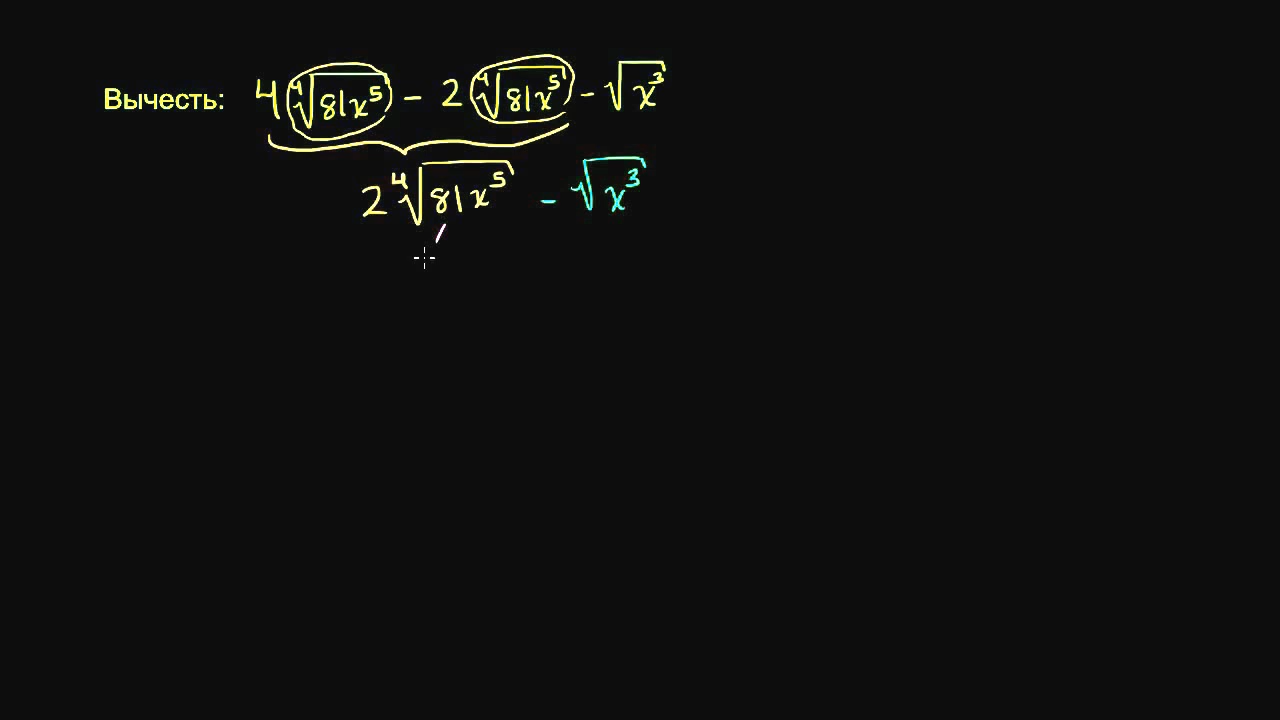 Вычесть: 4 ∜(81x⁵) - 2 ∜(81x⁵) - √(x³)
2 ∜(81x⁵) - √(x³)